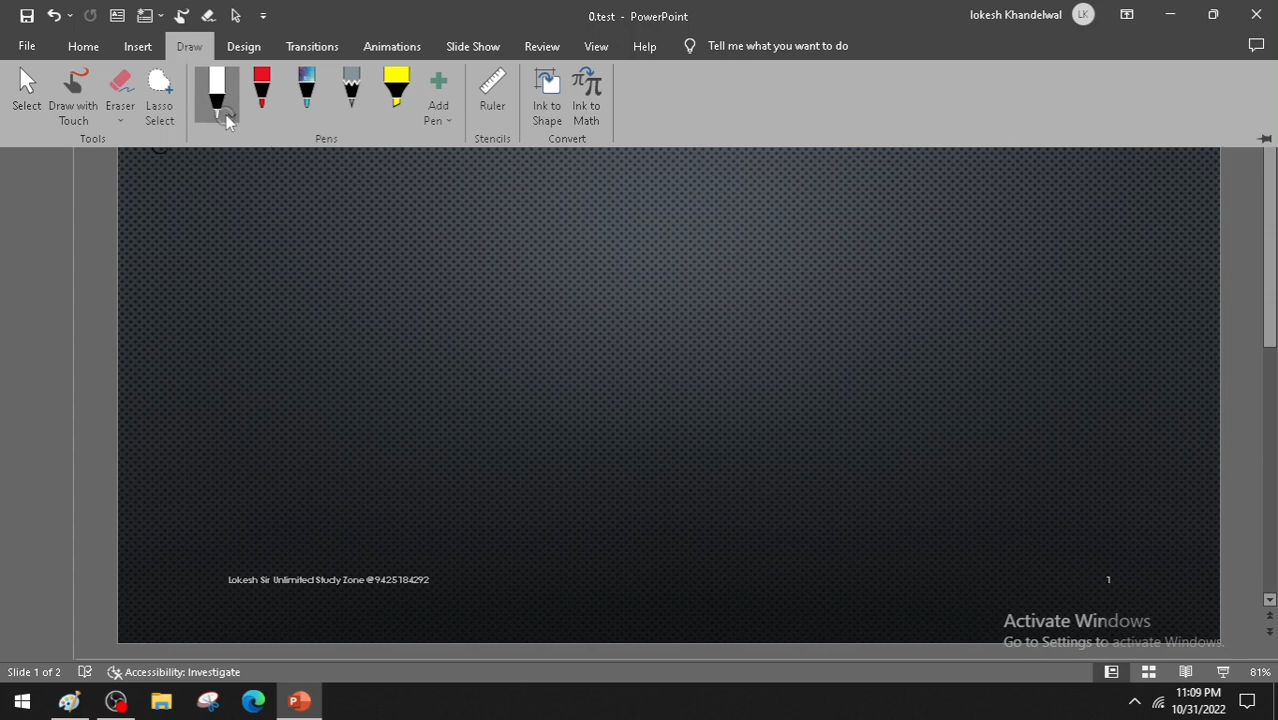 0.test - PowerPoint
lokesh Khandelwal
LK
File
Home
Insert
Draw
Design
Transitions
Animations
Slide Show
Review
View
Help
Tell me what you want to do
Select
Draw with Touch
Eraser
Lasso Select
Add Pen
Ruler
Ink to Shape
Ink to Math
Tools
Pens
Stencils
Convert
Lokesh Sir Unlimited Study Zone @9425184292
1
Activate Windows
Go to Settings to activate Windows.
Slide 1 of 2
Accessibility: Investigate
81%
11:09 PM
10/31/2022